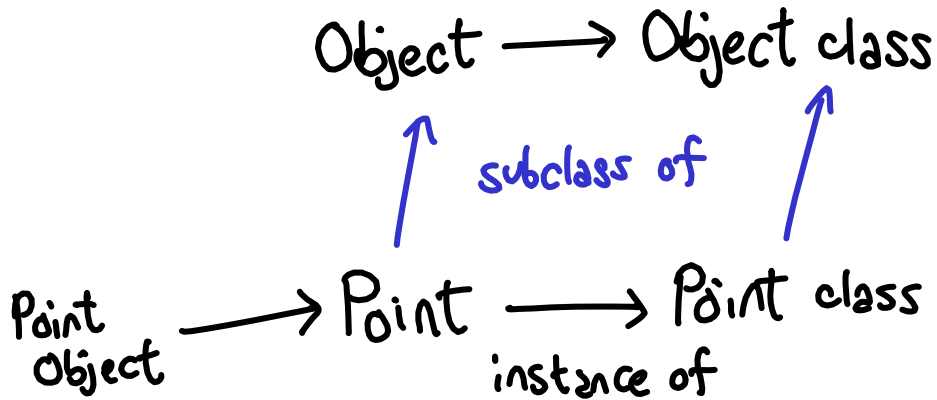 Object
Object class
subclass of
Point
Object
Point
Point class
instance of